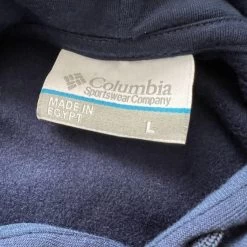 Columbia
Sportswear Company
MADE IN
EGYPT
L